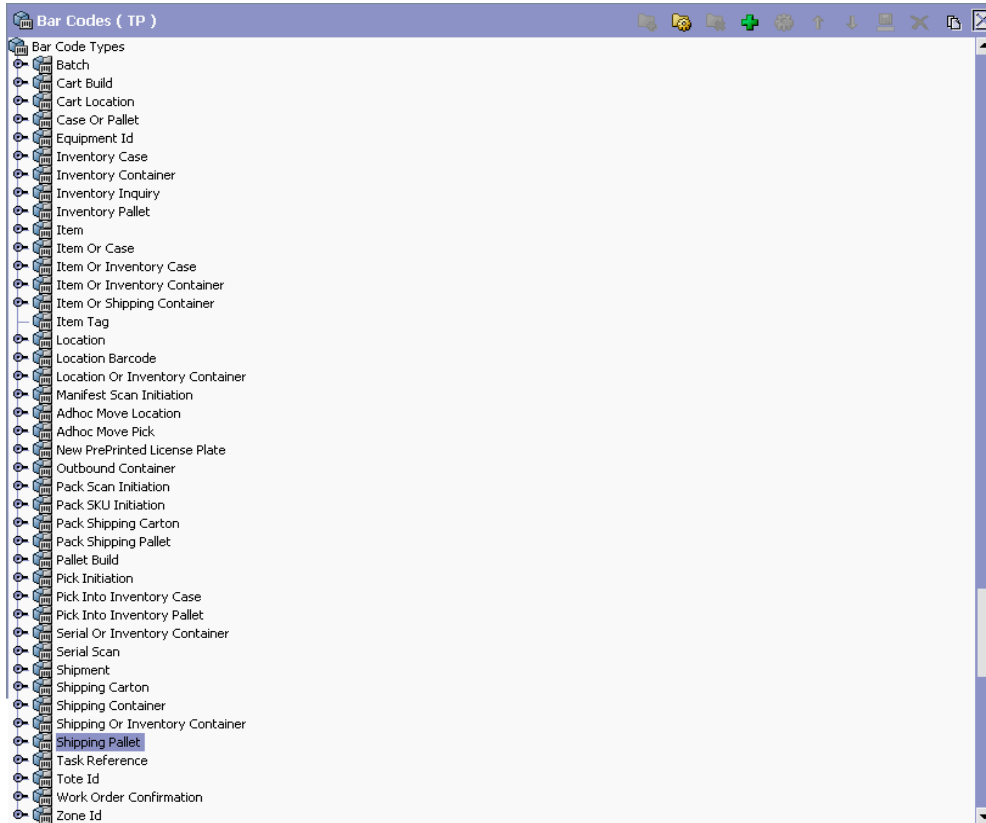 Bar Codes ( TP )
Bar Code Types
Batch
Cart Build
Cart Location
Case Or Pallet
Equipment Id
Inventory Case
Inventory Container
Inventory Inquiry
Inventory Pallet
Item
Item Or Case
Item Or Inventory Case
Item Or Inventory Container
Item Or Shipping Container
Item Tag
Location
Location Barcode
Location Or Inventory Container
Manifest Scan Initiation
Adhoc Move Location
Adhoc Move Pick
New PrePrinted License Plate
Outbound Container
Pack Scan Initiation
Pack SKU Initiation
Pack Shipping Carton
Pack Shipping Pallet
Pallet Build
Pick Initiation
Pick Into Inventory Case
Pick Into Inventory Pallet
Serial Or Inventory Container
Serial Scan
Shipment
Shipping Carton
Shipping Container
Shipping Or Inventory Container
Shipping Pallet
Task Reference
Tote Id
Work Order Confirmation
Zone Id